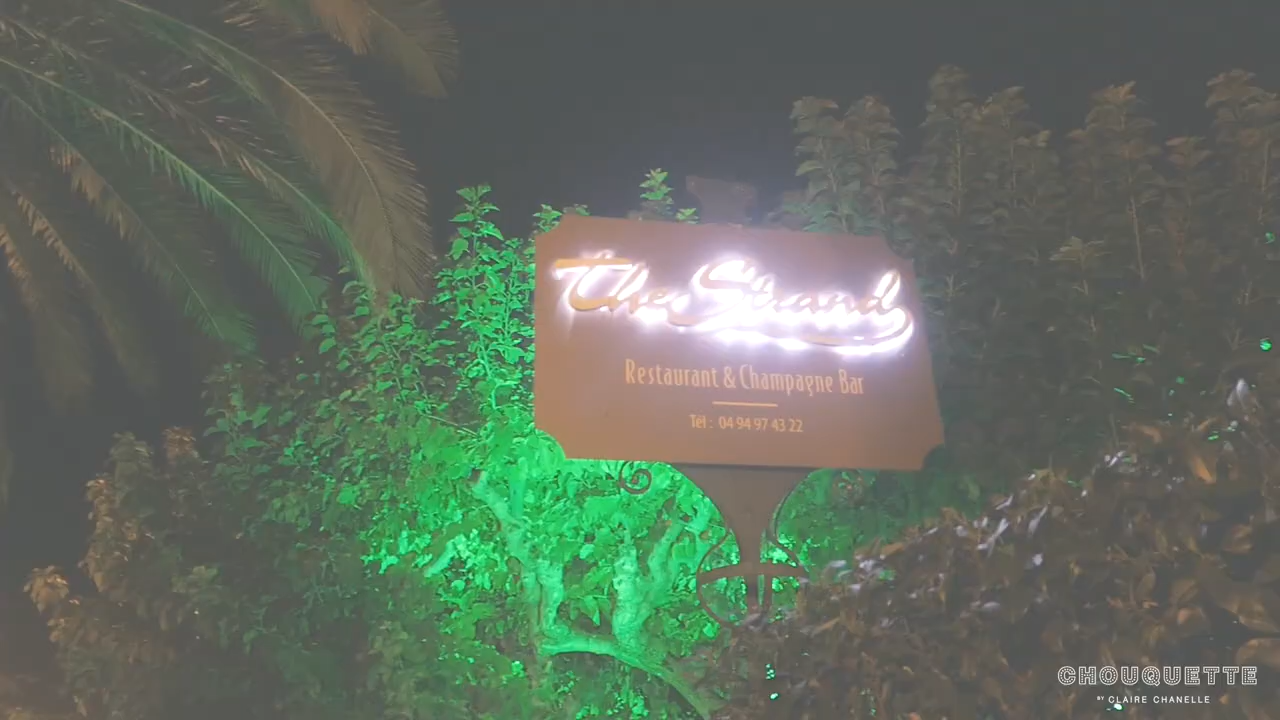 The Strand
Restaurant & Champagne Bar
Tél : 04 94 97 43 22
CHOUQUETTE
BY CLAIRE CHANELLE